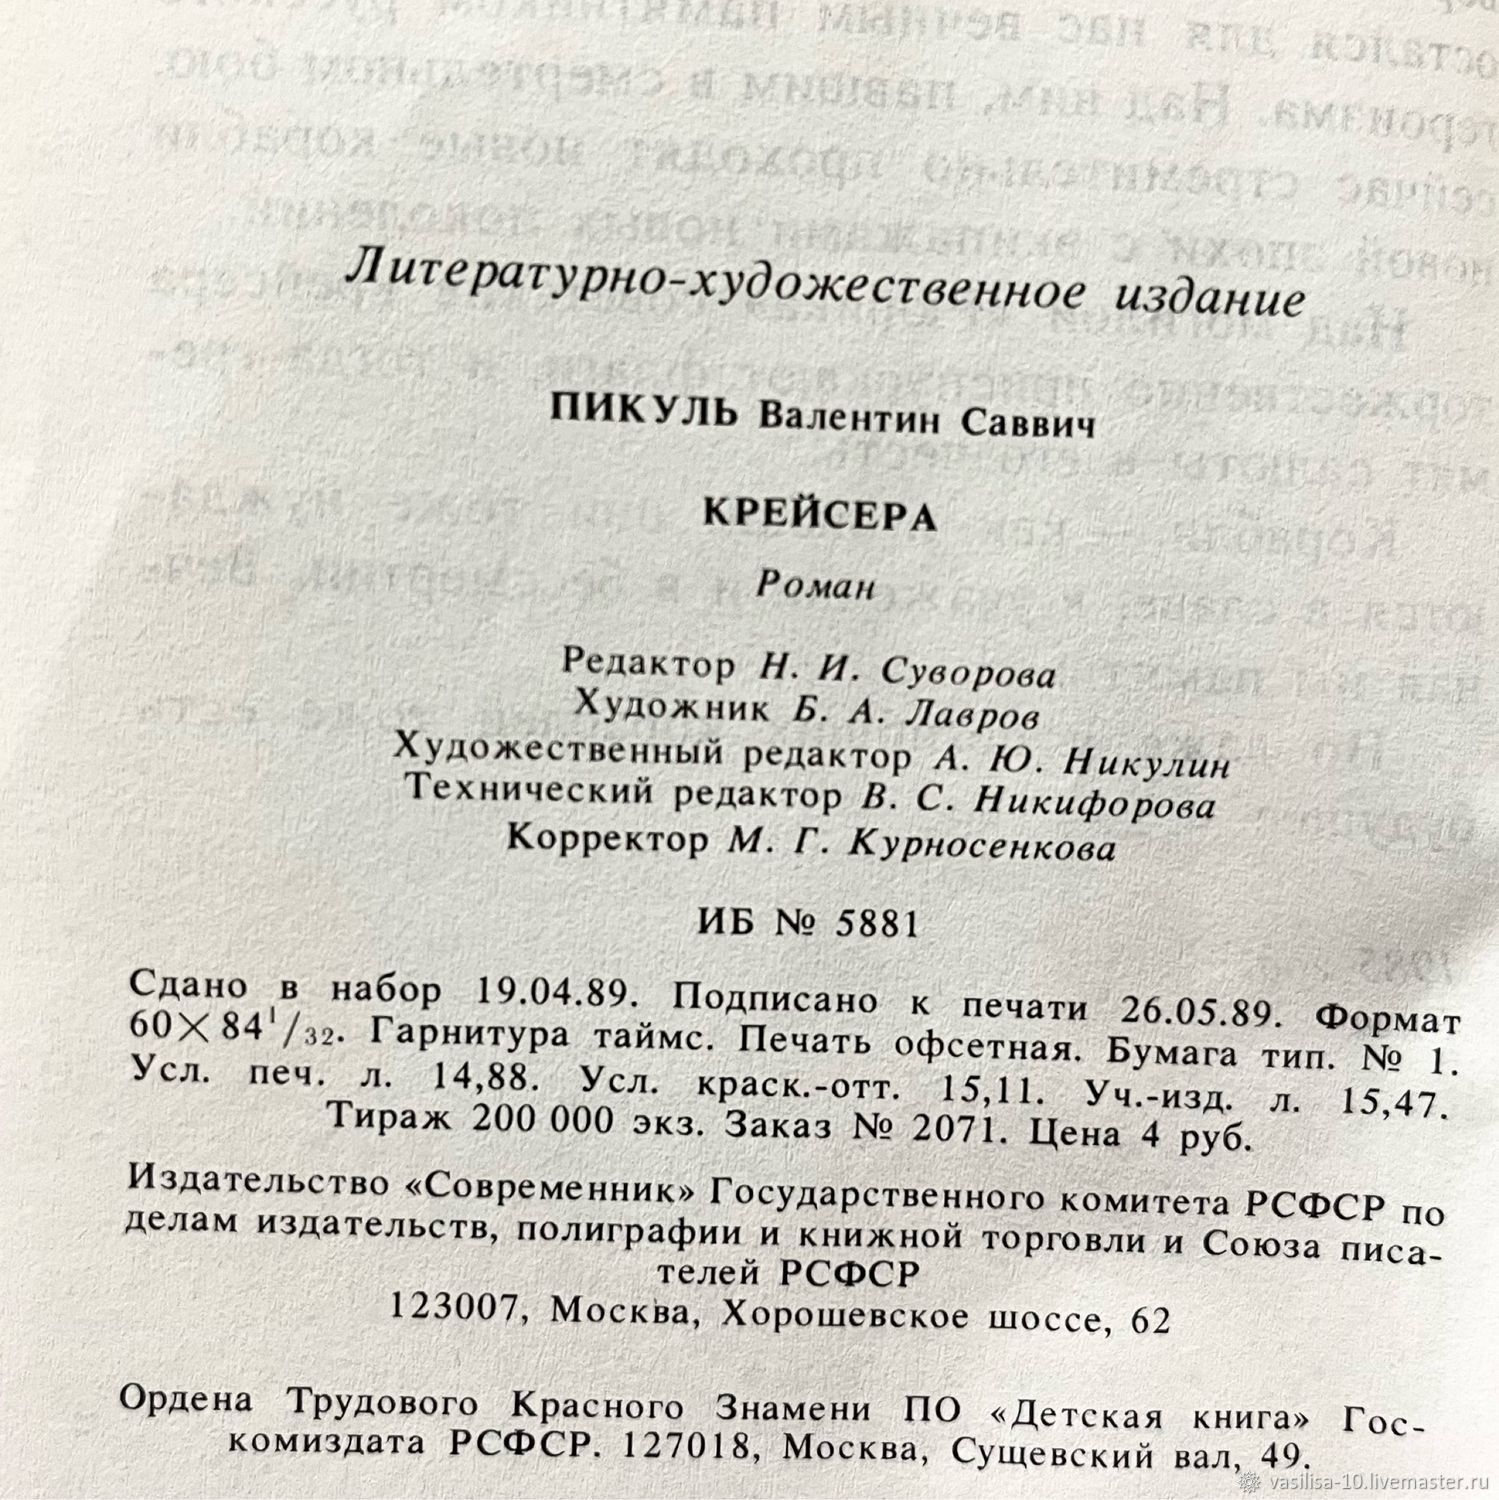 Литературно-художественное издание
ПИКУЛЬ Валентин Саввич
КРЕЙСЕРА
Роман
Редактор Н. И. Суворова
Художник Б. А. Лавров
Художественный редактор А. Ю. Никулин
Технический редактор В. С. Никифорова
Корректор М. Г. Курносенкова
ИБ № 5881
Сдано в набор 19.04.89. Подписано к печати 26.05.89. Формат
60×84¹/₃₂. Гарнитура таймс. Печать офсетная. Бумага тип. № 1.
Усл. печ. л. 14,88. Усл. краск.-отт. 15,11. Уч.-изд. л. 15,47.
Тираж 200 000 экз. Заказ № 2071. Цена 4 руб.
Издательство «Современник» Государственного комитета РСФСР по
делам издательств, полиграфии и книжной торговли и Союза писа-
телей РСФСР
123007, Москва, Хорошевское шоссе, 62
Ордена Трудового Красного Знамени ПО «Детская книга» Гос-
комиздата РСФСР. 127018, Москва, Сущевский вал, 49.
vasilisa-10.livemaster.ru